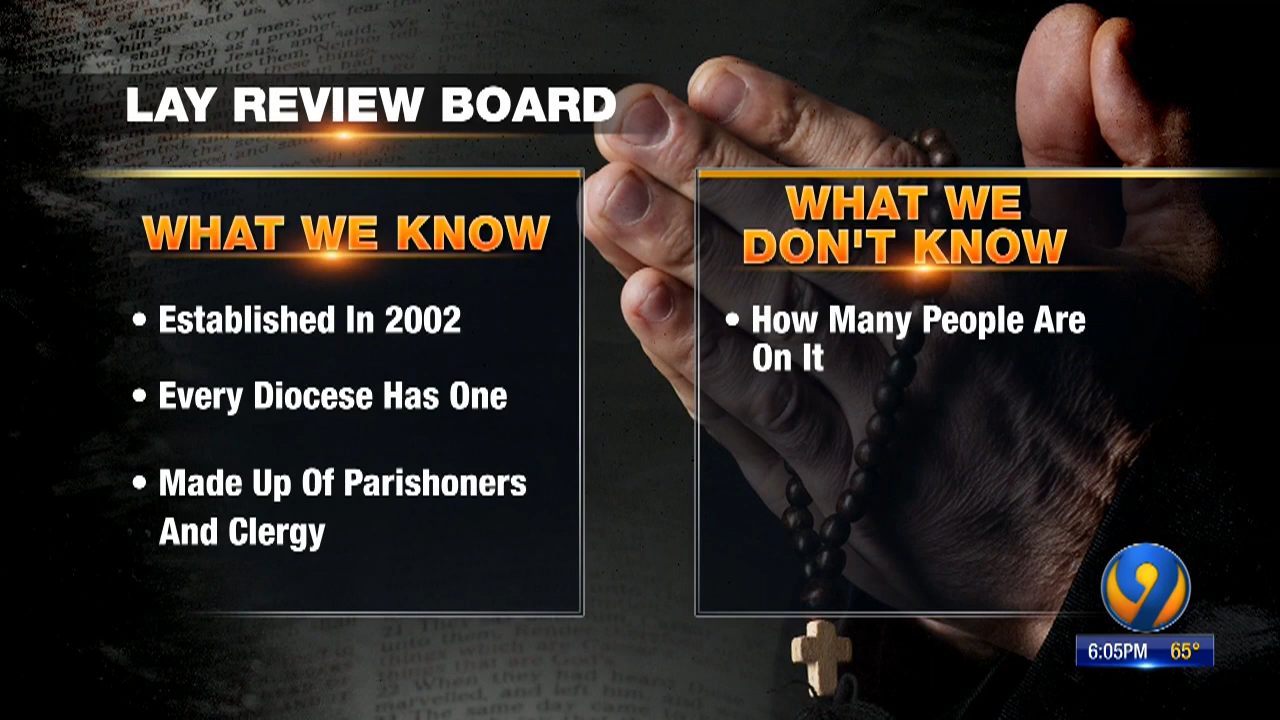 LAY REVIEW BOARD
WHAT WE KNOW
• Established In 2002
• Every Diocese Has One
• Made Up Of Parishoners
And Clergy
WHAT WE
DON'T KNOW
• How Many People Are
On It
9
6:05PM 65°